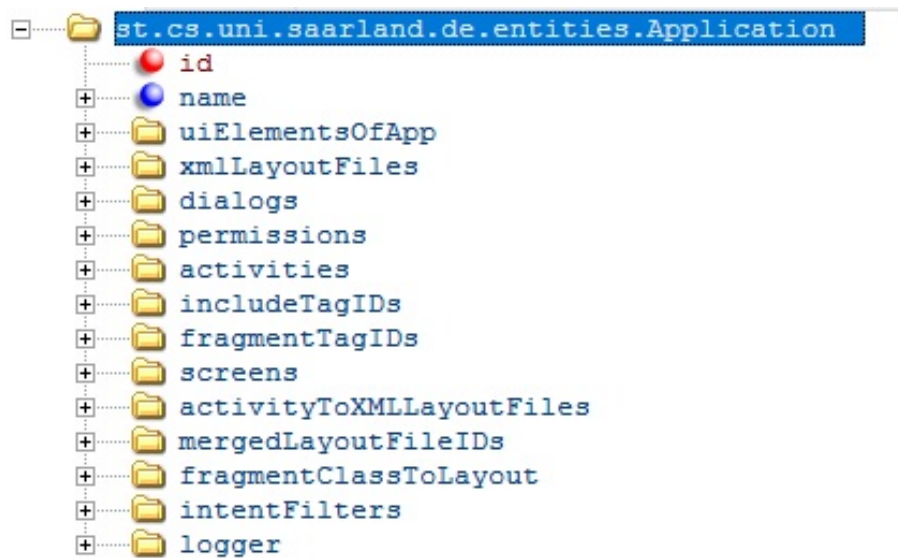 st.cs.uni.saarland.de.entities.Application
id
name
uiElementsOfApp
xmlLayoutFiles
dialogs
permissions
activities
includeTagIDs
fragmentTagIDs
screens
activityToXMLLayoutFiles
mergedLayoutFileIDs
fragmentClassToLayout
intentFilters
logger